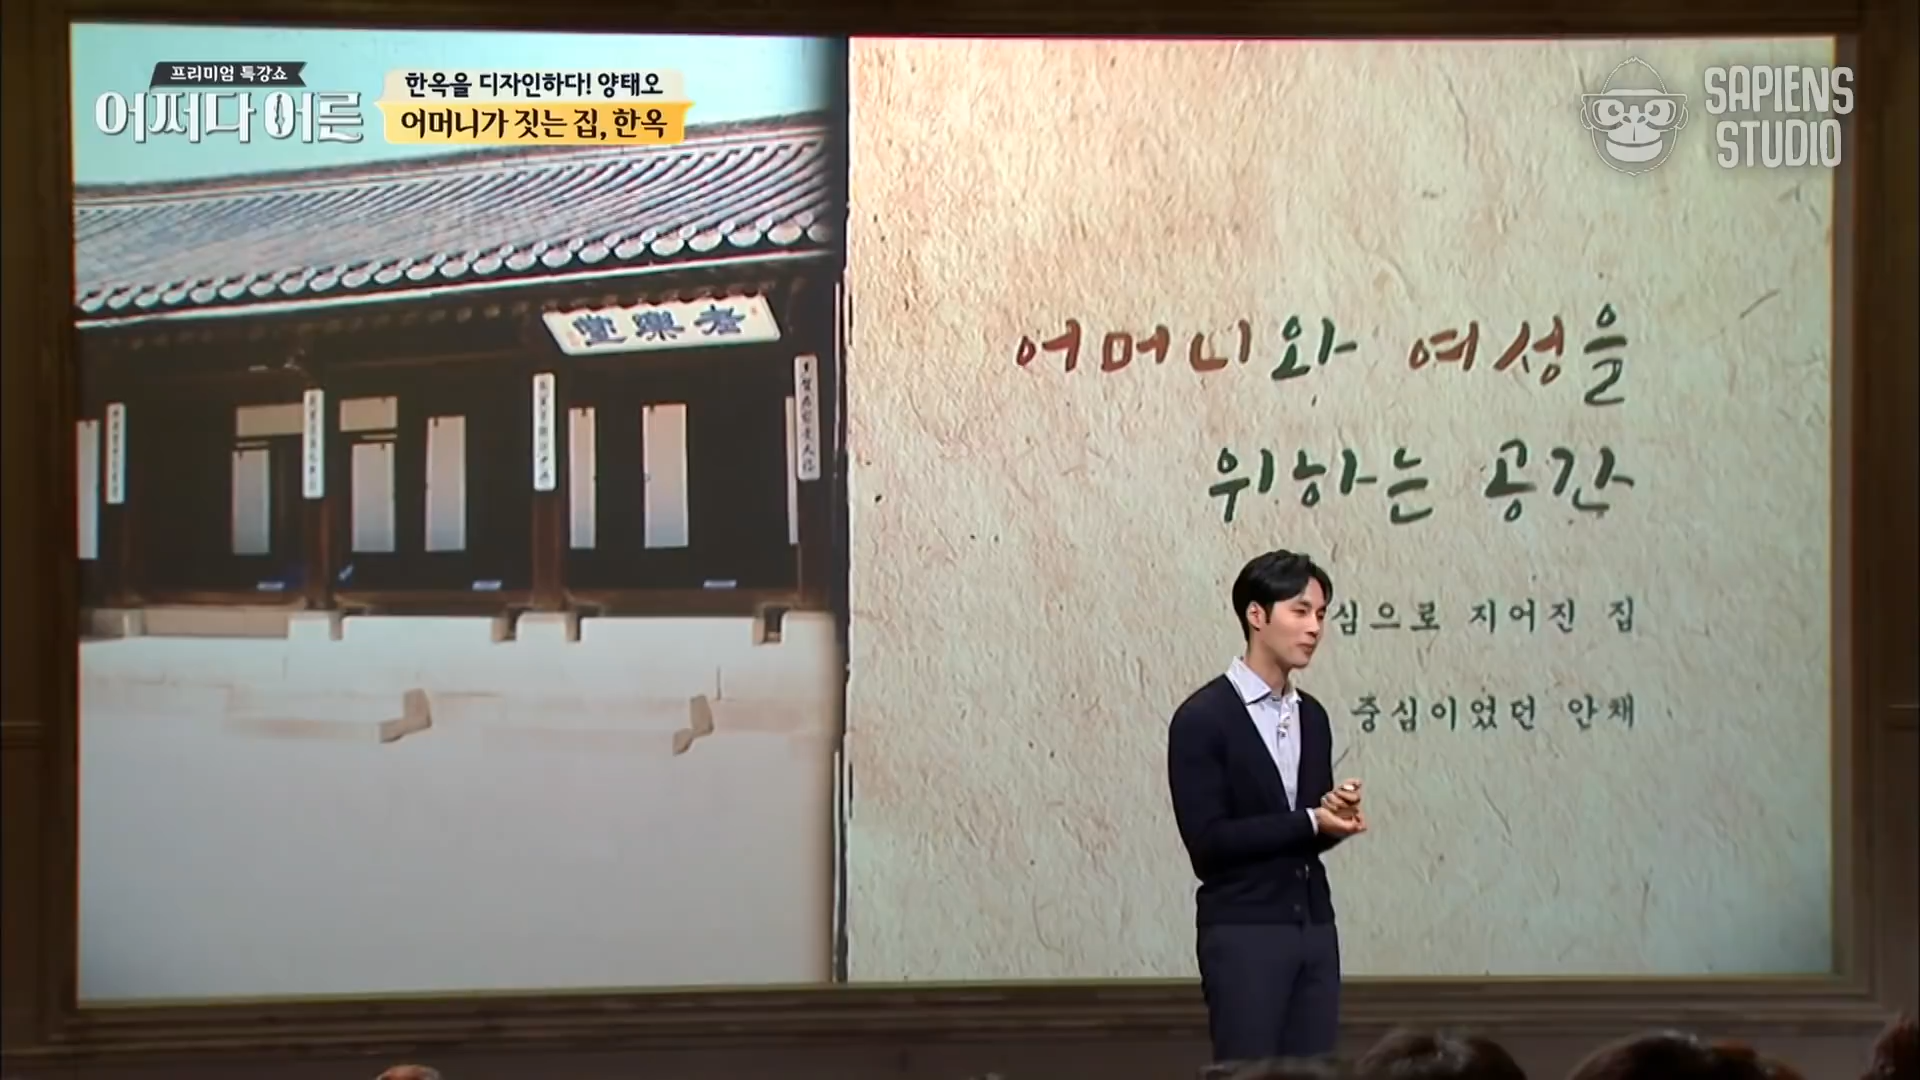 프리미엄 특강쇼
어쩌다 어른
한옥을 디자인하다! 양태오
어머니가 짓는 집, 한옥
SAPIENS
STUDIO
老樂堂
어머니와 여성을
위하는 공간
심으로 지어진 집
중심이었던 안채